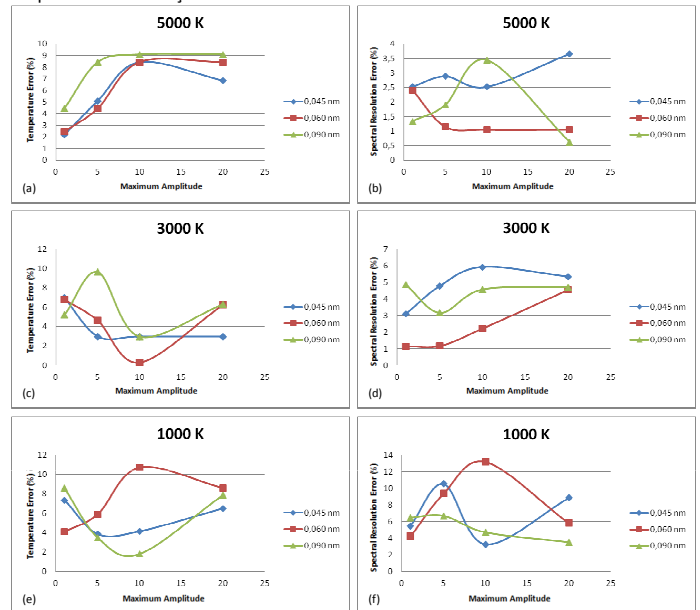 5000 K
Temperature Error (%)
10
9
8
7
6
5
4
3
2
1
0
0 5 10 15 20 25
Maximum Amplitude
0,045 nm
0,060 nm
0,090 nm
(a)
5000 K
Spectral Resolution Error (%)
4
3,5
3
2,5
2
1,5
1
0,5
0
0 5 10 15 20 25
Maximum Amplitude
0,045 nm
0,060 nm
0,090 nm
(b)
3000 K
Temperature Error (%)
12
10
8
6
4
2
0
0 5 10 15 20 25
Maximum Amplitude
0,045 nm
0,060 nm
0,090 nm
(c)
3000 K
Spectral Resolution Error (%)
7
6
5
4
3
2
1
0
0 5 10 15 20 25
Maximum Amplitude
0,045 nm
0,060 nm
0,090 nm
(d)
1000 K
Temperature Error (%)
12
10
8
6
4
2
0
0 5 10 15 20 25
Maximum Amplitude
0,045 nm
0,060 nm
0,090 nm
(e)
1000 K
Spectral Resolution Error (%)
14
12
10
8
6
4
2
0
0 5 10 15 20 25
Maximum Amplitude
0,045 nm
0,060 nm
0,090 nm
(f)